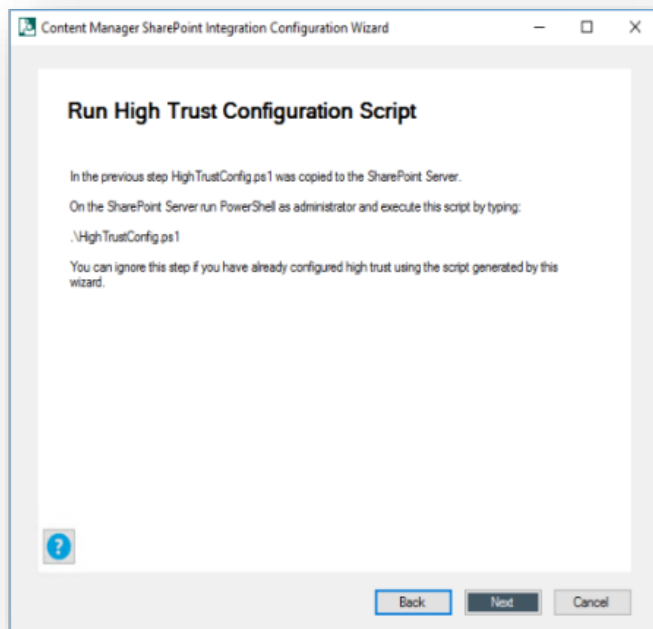 Content Manager SharePoint Integration Configuration Wizard
Run High Trust Configuration Script
In the previous step HighTrustConfig.ps1 was copied to the SharePoint Server.
On the SharePoint Server run PowerShell as administrator and execute this script by typing:
.\HighTrustConfig.ps1
You can ignore this step if you have already configured high trust using the script generated by this
wizard.
?
Back Next Cancel